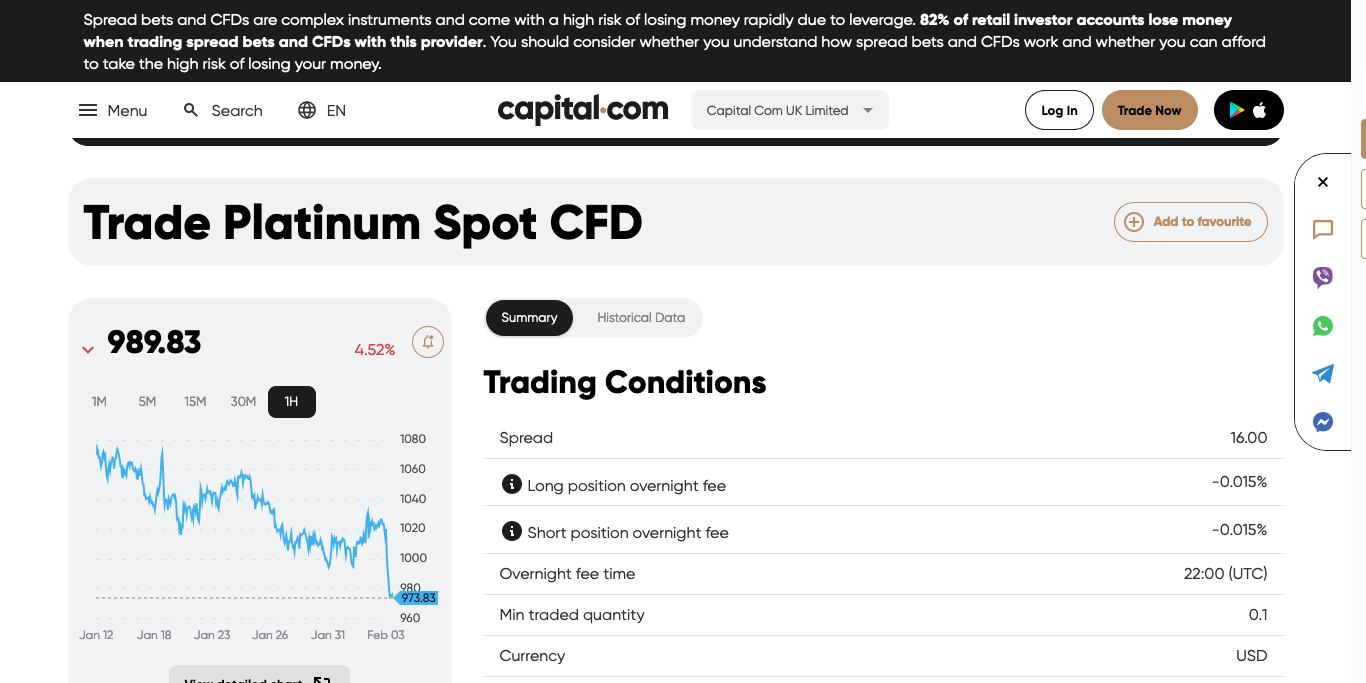 Spread bets and CFDs are complex instruments and come with a high risk of losing money rapidly due to leverage. 82% of retail investor accounts lose money
when trading spread bets and CFDs with this provider. You should consider whether you understand how spread bets and CFDs work and whether you can afford
to take the high risk of losing your money.
Menu
Search
EN
capital.com
Capital Com UK Limited
Log In
Trade Now
Trade Platinum Spot CFD
Add to favourite
989.83
4.52%
1M
5M
15M
30M
1H
1080
1060
1040
1020
1000
980
973.83
960
Jan 12
Jan 18
Jan 23
Jan 26
Jan 31
Feb 03
View detailed chart
Summary
Historical Data
Trading Conditions
Spread
16.00
Long position overnight fee
-0.015%
Short position overnight fee
-0.015%
Overnight fee time
22:00 (UTC)
Min traded quantity
0.1
Currency
USD